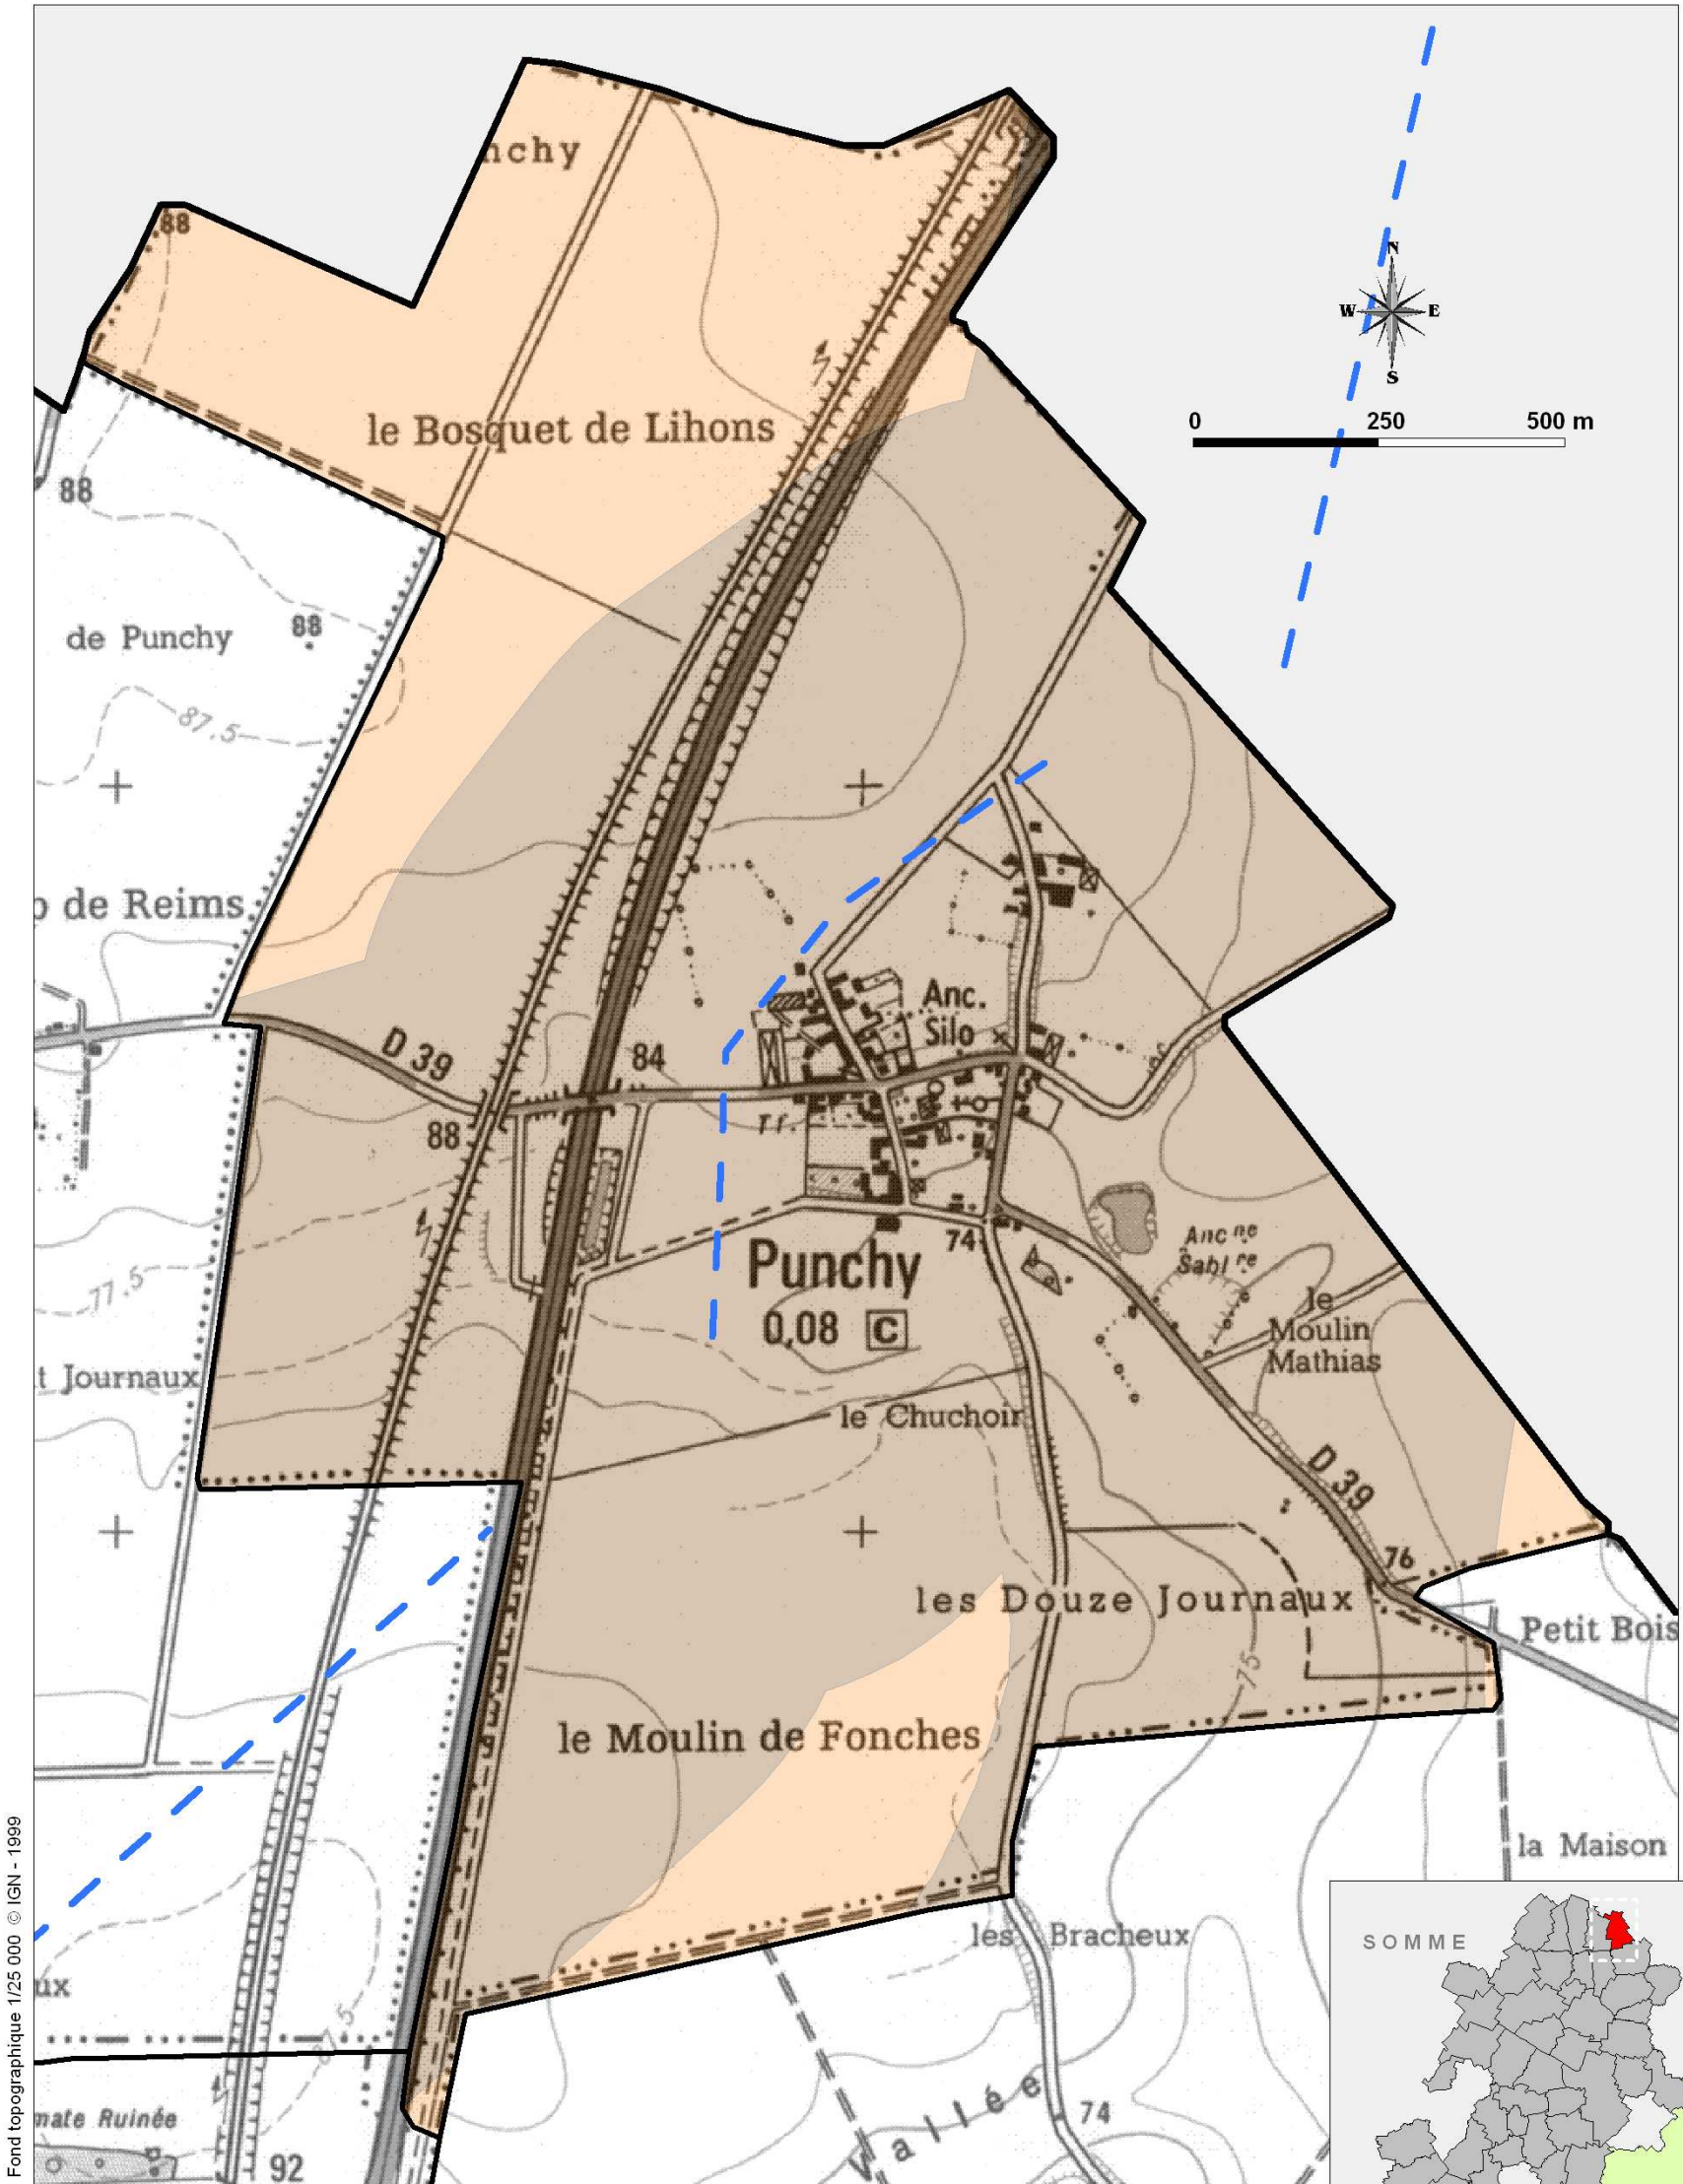 nchy
88
N
W E
S
0 250 500 m
le Bosquet de Lihons
88
de Punchy
88
87.5
de Reims
Anc.
Silo
D 39
84
88
Tr.
74
Punchy
0,08 C
Anc ne
Sabl re
le
Moulin
Mathias
77.5
t Journaux
le Chuchoir
D 39
76
les Douze Journaux
Petit Bois
75
le Moulin de Fonches
la Maison
les Bracheux
SOMME
ux
87.5
Vallée
74
mate Ruinée
92
Fond topographique 1/25 000 © IGN - 1999